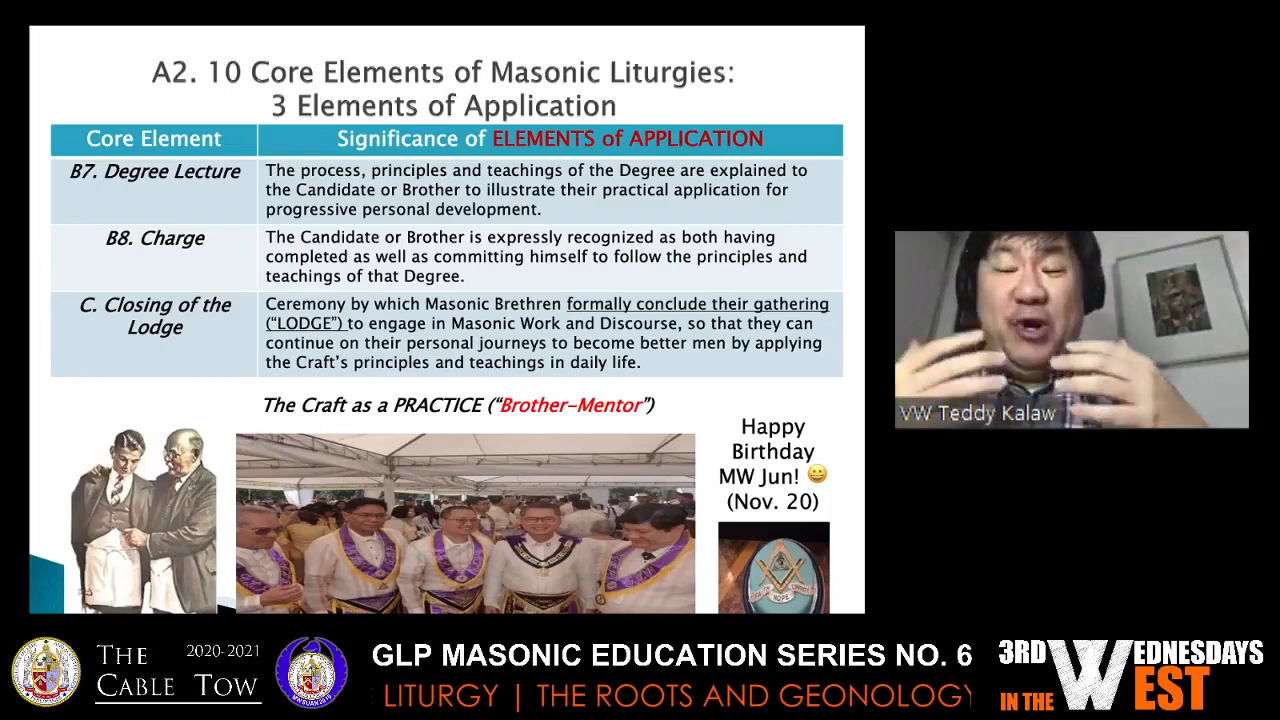 A2. 10 Core Elements of Masonic Liturgies:
3 Elements of Application
Core Element
Significance of ELEMENTS of APPLICATION
B7. Degree Lecture
The process, principles and teachings of the Degree are explained to
the Candidate or Brother to illustrate their practical application for
progressive personal development.
B8. Charge
The Candidate or Brother is expressly recognized as both having
completed as well as committing himself to follow the principles and
teachings of that Degree.
C. Closing of the
Lodge
Ceremony by which Masonic Brethren formally conclude their gathering
(“LODGE”) to engage in Masonic Work and Discourse, so that they can
continue on their personal journeys to become better men by applying
the Craft’s principles and teachings in daily life.
The Craft as a PRACTICE (“Brother-Mentor”)
Happy
Birthday
MW Jun! 😀
(Nov. 20)
HOPE
VW Teddy Kalaw
THE
CABLE TOW
2020-2021
GLP MASONIC EDUCATION SERIES NO. 6
: LITURGY | THE ROOTS AND GEONOLOGY
3RD WEDNESDAYS
IN THE WEST